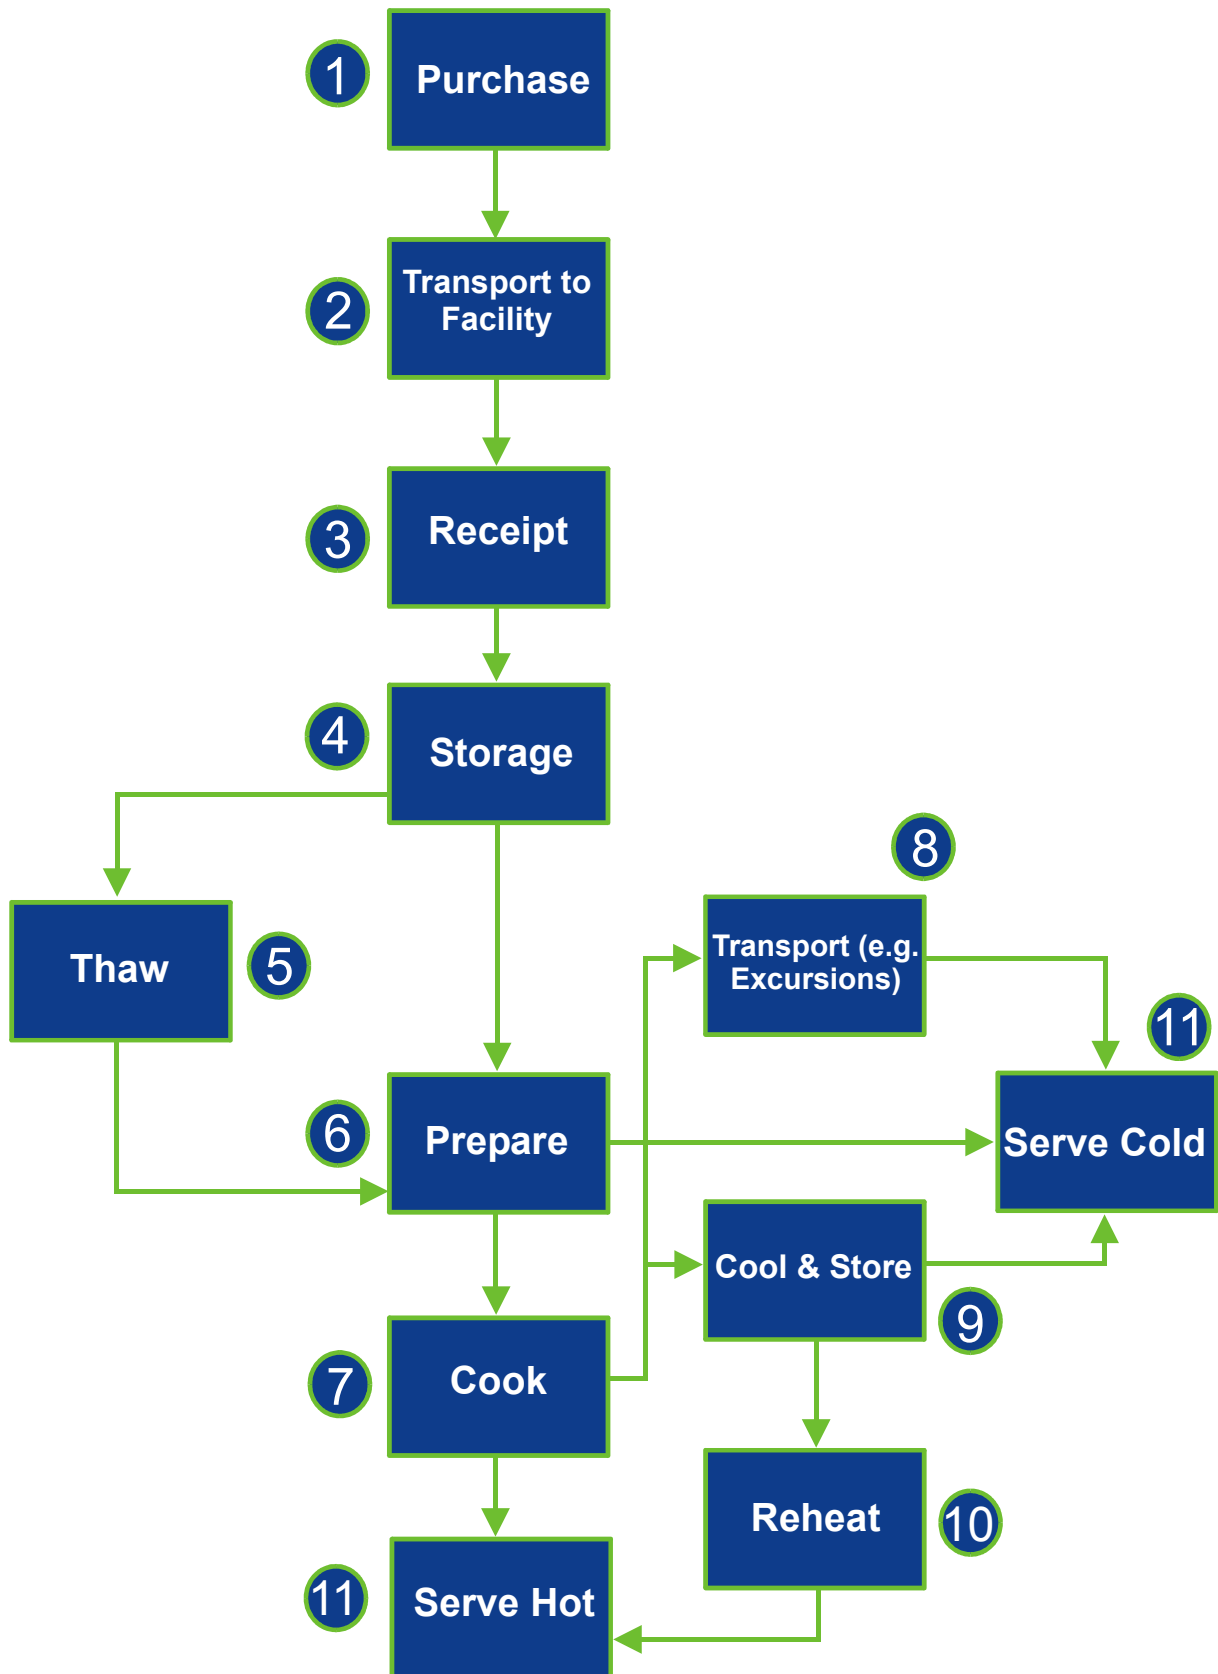 1
Purchase
2
Transport to
Facility
3
Receipt
4
Storage
Thaw
5
8
Transport (e.g.
Excursions)
11
Serve Cold
6
Prepare
Cool & Store
9
7
Cook
Reheat
10
11
Serve Hot